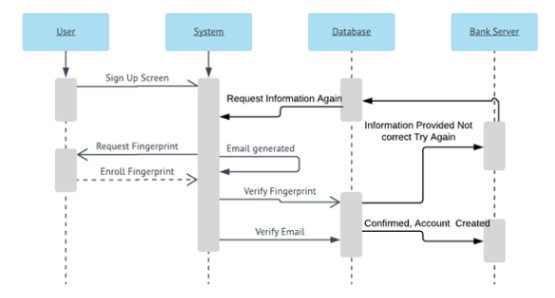 User
System
Database
Bank Server
Sign Up Screen
Request Information Again
Information Provided Not
correct Try Again
Request Fingerprint
Email generated
Enroll Fingerprint
Verify Fingerprint
Confirmed, Account Created
Verify Email